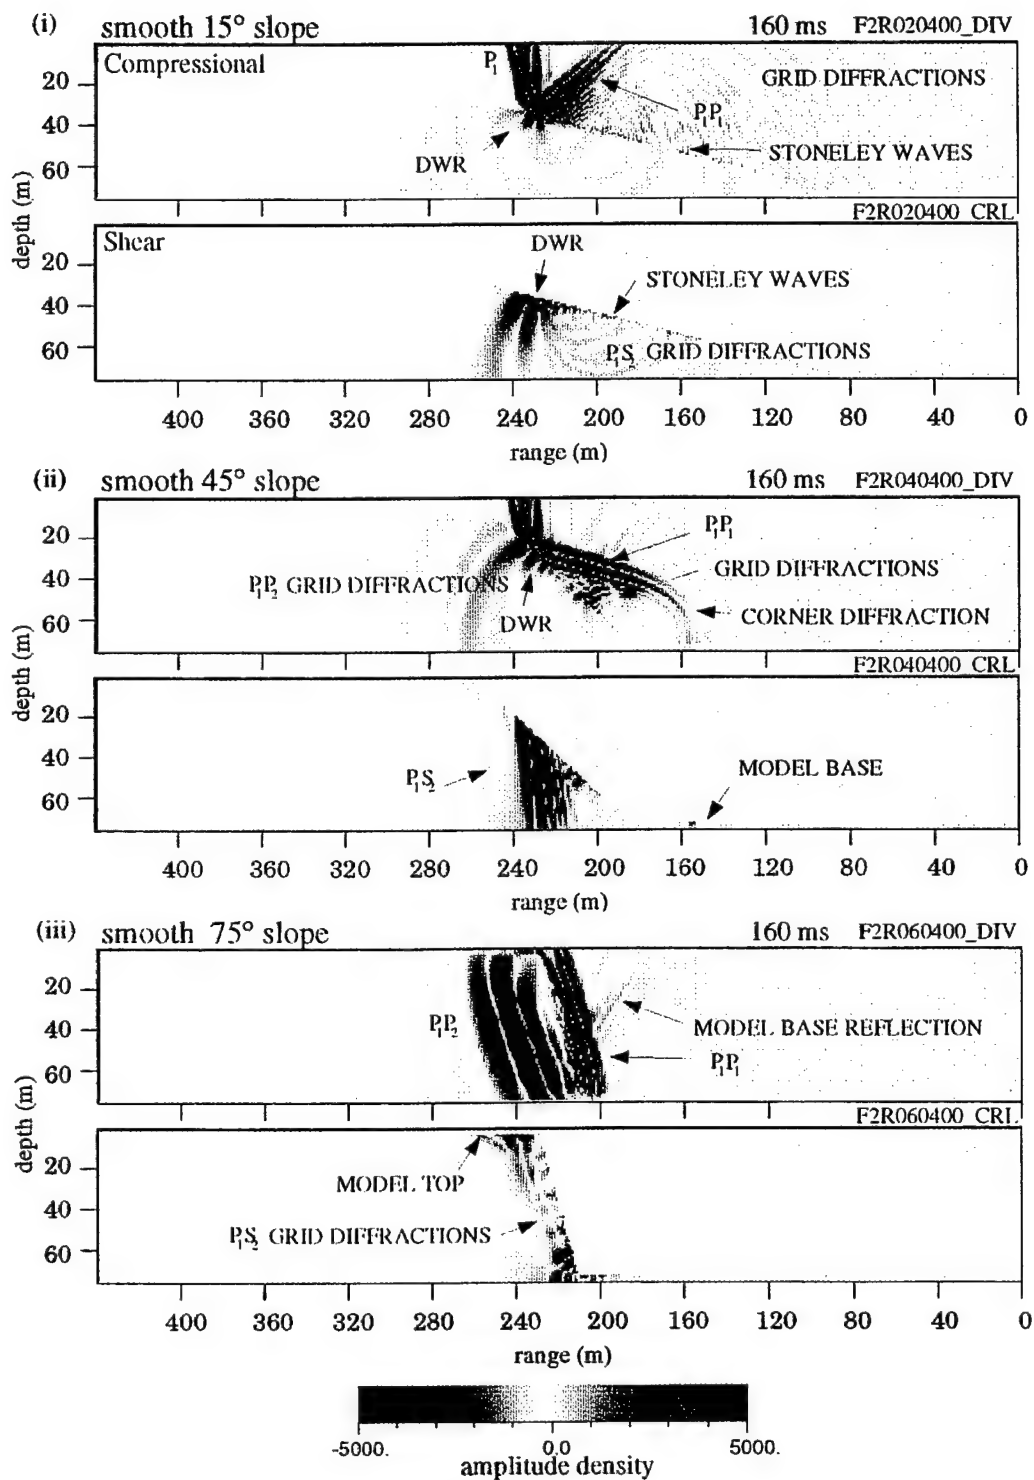 (i) smooth 15° slope 160 ms F2R020400_DIV
Compressional
P₁
GRID DIFFRACTIONS
P₁P₁
DWR
STONELEY WAVES
20
40
60
F2R020400_CRL
depth (m)
Shear
DWR
STONELEY WAVES
P₁S₂ GRID DIFFRACTIONS
20
40
60
400 360 320 280 240 200 160 120 80 40 0
range (m)
(ii) smooth 45° slope 160 ms F2R040400_DIV
P₁P₁
P₁P₂ GRID DIFFRACTIONS
GRID DIFFRACTIONS
DWR
CORNER DIFFRACTION
20
40
60
F2R040400_CRL
depth (m)
P₁S₂
MODEL BASE
20
40
60
400 360 320 280 240 200 160 120 80 40 0
range (m)
(iii) smooth 75° slope 160 ms F2R060400_DIV
P₁P₂
MODEL BASE REFLECTION
P₁P₁
20
40
60
F2R060400_CRL
depth (m)
MODEL TOP
P₁S₂ GRID DIFFRACTIONS
20
40
60
400 360 320 280 240 200 160 120 80 40 0
range (m)
-5000. 0.0 5000.
amplitude density